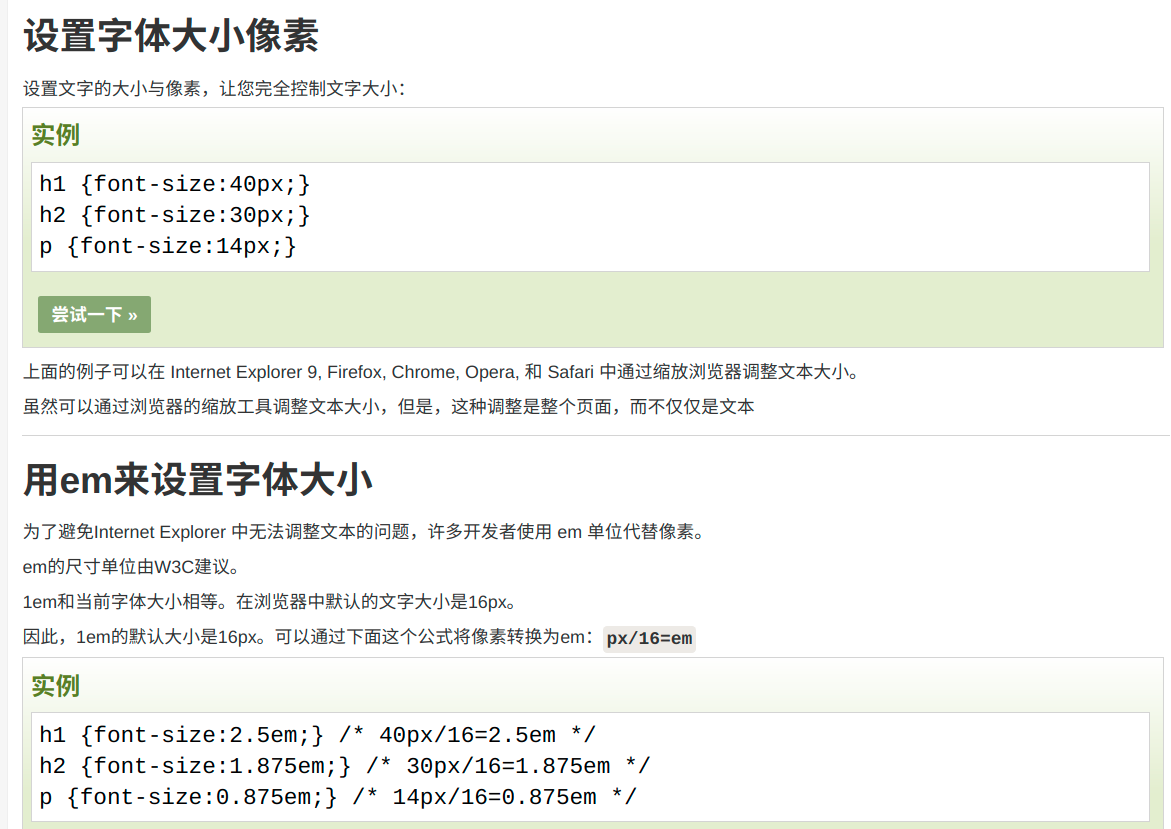 设置字体大小像素
设置文字的大小与像素，让您完全控制文字大小：
实例
h1 {font-size:40px;}
h2 {font-size:30px;}
p {font-size:14px;}
尝试一下 »
上面的例子可以在 Internet Explorer 9, Firefox, Chrome, Opera, 和 Safari 中通过缩放浏览器调整文本大小。
虽然可以通过浏览器的缩放工具调整文本大小，但是，这种调整是整个页面，而不仅仅是文本
用em来设置字体大小
为了避免Internet Explorer 中无法调整文本的问题，许多开发者使用 em 单位代替像素。
em的尺寸单位由W3C建议。
1em和当前字体大小相等。在浏览器中默认的文字大小是16px。
因此，1em的默认大小是16px。可以通过下面这个公式将像素转换为em：px/16=em
实例
h1 {font-size:2.5em;} /* 40px/16=2.5em */
h2 {font-size:1.875em;} /* 30px/16=1.875em */
p {font-size:0.875em;} /* 14px/16=0.875em */